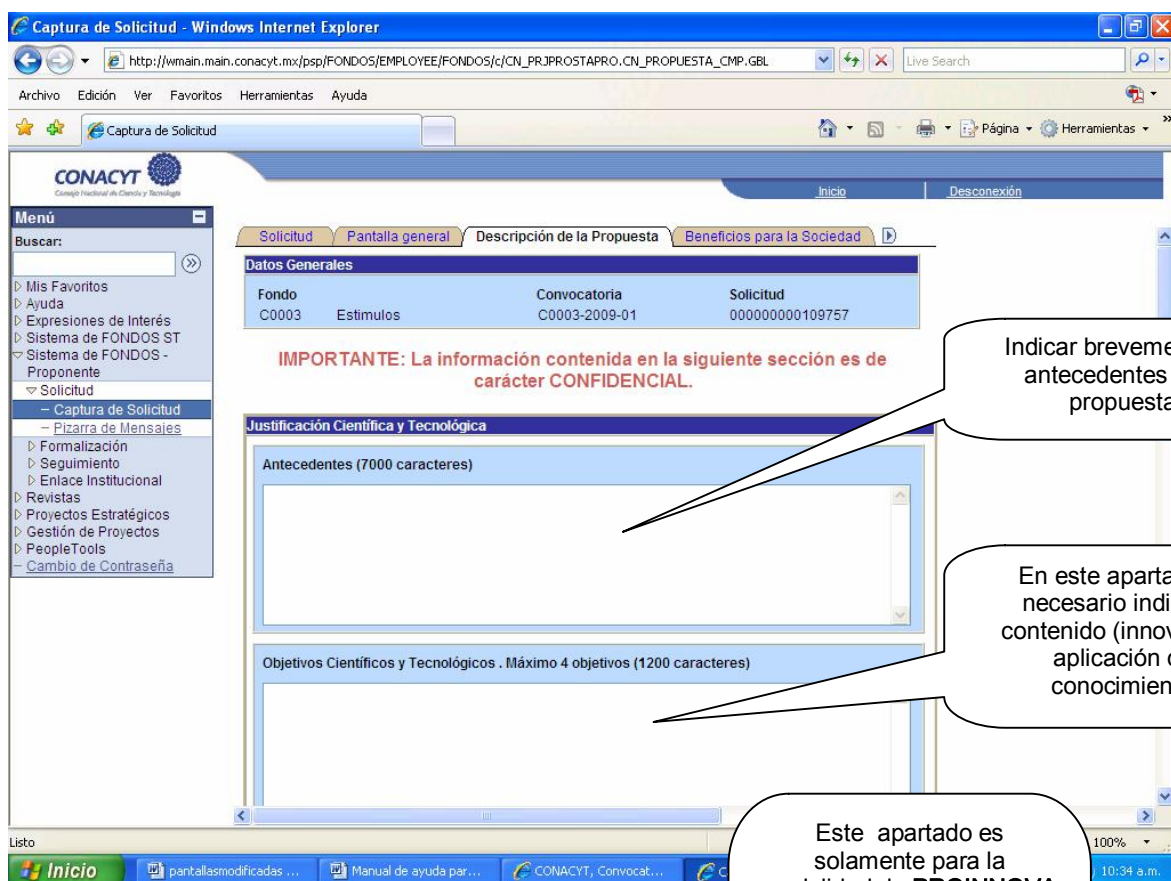 Captura de Solicitud - Windows Internet Explorer
http://wmain.main.conacyt.mx/psp/FONDOS/EMPLOYEE/FONDOS/c/CN_PRJPROSTAPRO.CN_PROPUESTA_CMP.GBL
Live Search
Archivo Edición Ver Favoritos Herramientas Ayuda
Captura de Solicitud
Página Herramientas
CONACYT
Consejo Nacional de Ciencia y Tecnología
Inicio Desconexión
Menú
Buscar:
Mis Favoritos
Ayuda
Expresiones de Interés
Sistema de FONDOS ST
Sistema de FONDOS -
Proponente
Solicitud
– Captura de Solicitud
– Pizarra de Mensajes
Formalización
Seguimiento
Enlace Institucional
Revistas
Proyectos Estratégicos
Gestión de Proyectos
PeopleTools
– Cambio de Contraseña
Solicitud Pantalla general Descripción de la Propuesta Beneficios para la Sociedad
Datos Generales
Fondo Convocatoria Solicitud
C0003 Estimulos C0003-2009-01 000000000109757
IMPORTANTE: La información contenida en la siguiente sección es de
carácter CONFIDENCIAL.
Justificación Científica y Tecnológica
Antecedentes (7000 caracteres)
Objetivos Científicos y Tecnológicos . Máximo 4 objetivos (1200 caracteres)
Indicar breveme
antecedentes
propuesta
En este aparta
necesario indi
contenido (innov
aplicación
conocimien
Este apartado es
solamente para la
PROINNOVA
Listo
100%
Inicio pantallasmodificadas ... Manual de ayuda par... CONACYT, Convocat... C
10:34 a.m.